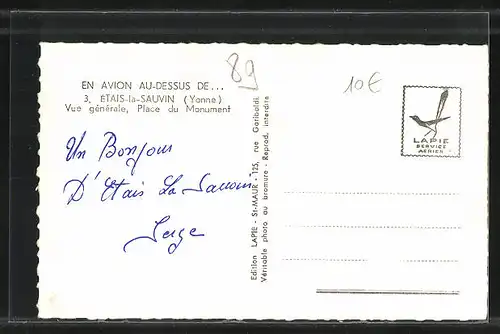 EN AVION AU-DESSUS DE...
3, ÉTAIS-la-SAUVIN (Yonne)
Vue générale, Place du Monument
Un Bonjour
D'Etais La Sauvin
Serge
Edition LAPIE - St-MAUR - 125, rue Garibaldi
Véritable photo au bromure - Reprod. interdite
89
10€
LAPIE
SERVICE
AERIEN